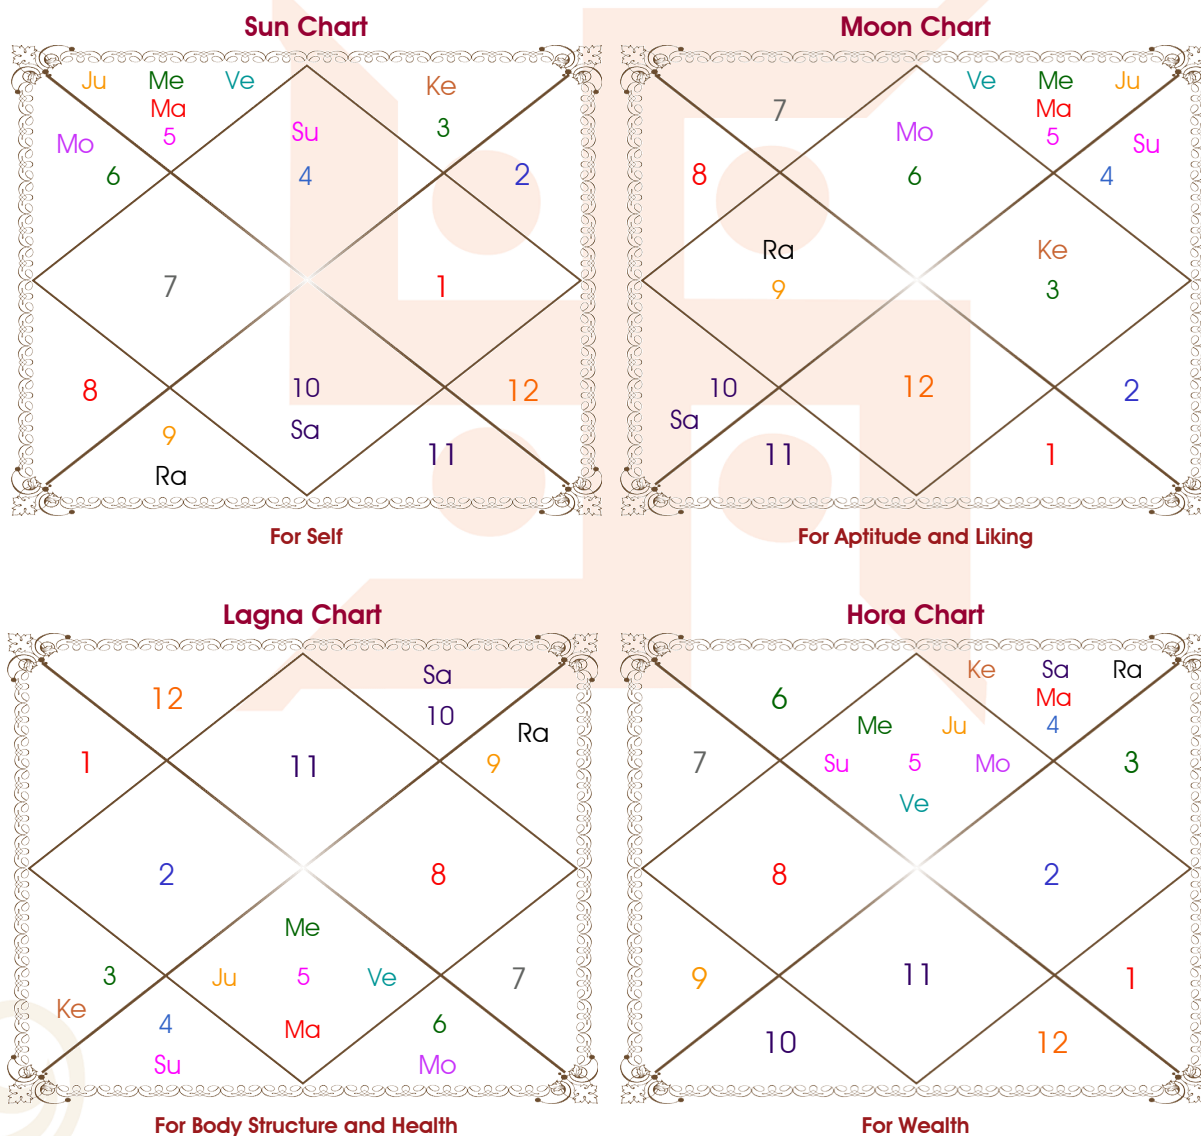 Sun Chart
Ju Me Ve Ke
Ma
Mo 5 Su 3
6 4 2
7 1
8 10 12
9 Sa 11
Ra
For Self
Moon Chart
Ve Me Ju
7 Ma
Mo 5 Su
8 6 4
Ra Ke
9 3
10 12 2
Sa
11 1
For Aptitude and Liking
Lagna Chart
Sa
12 10
Ra
1 11 9
2 8
Me
3 Ju 5 Ve 7
Ke
4 Ma 6
Su Mo
For Body Structure and Health
Hora Chart
Ke Sa Ra
6 Ma
Me Ju 4
7 Su 5 Mo 3
Ve
8 2
9 11 1
10 12
For Wealth